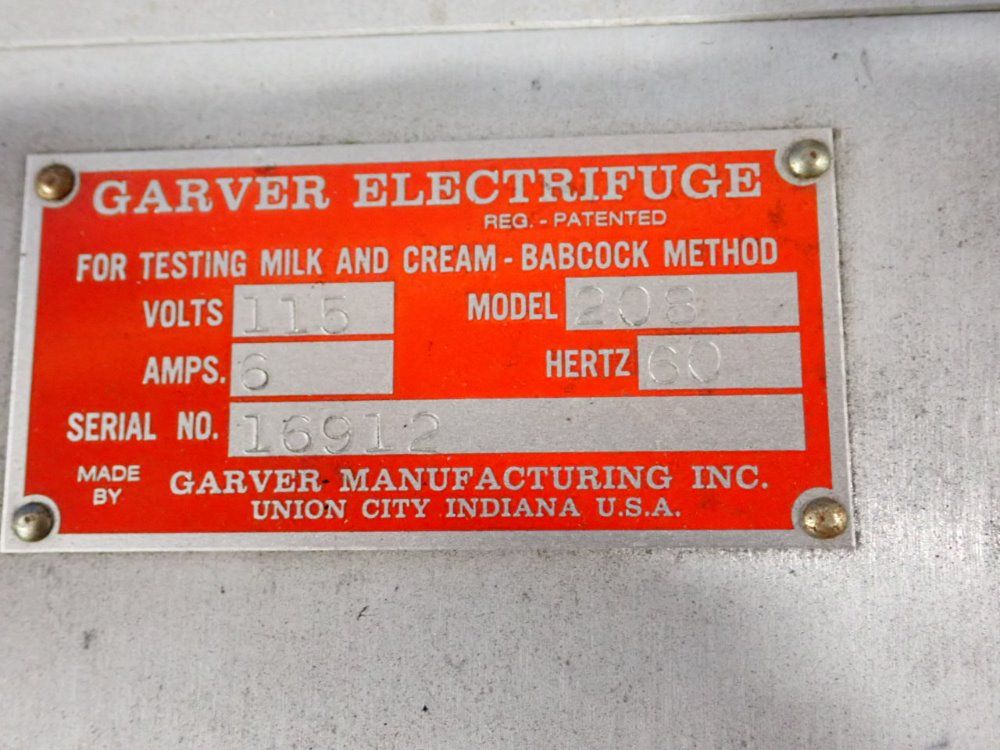 GARVER ELECTRIFUGE
REG. - PATENTED
FOR TESTING MILK AND CREAM - BABCOCK METHOD
VOLTS 115 MODEL 208
AMPS. 6 HERTZ 60
SERIAL NO. 16912
MADE BY GARVER MANUFACTURING INC.
UNION CITY INDIANA U.S.A.